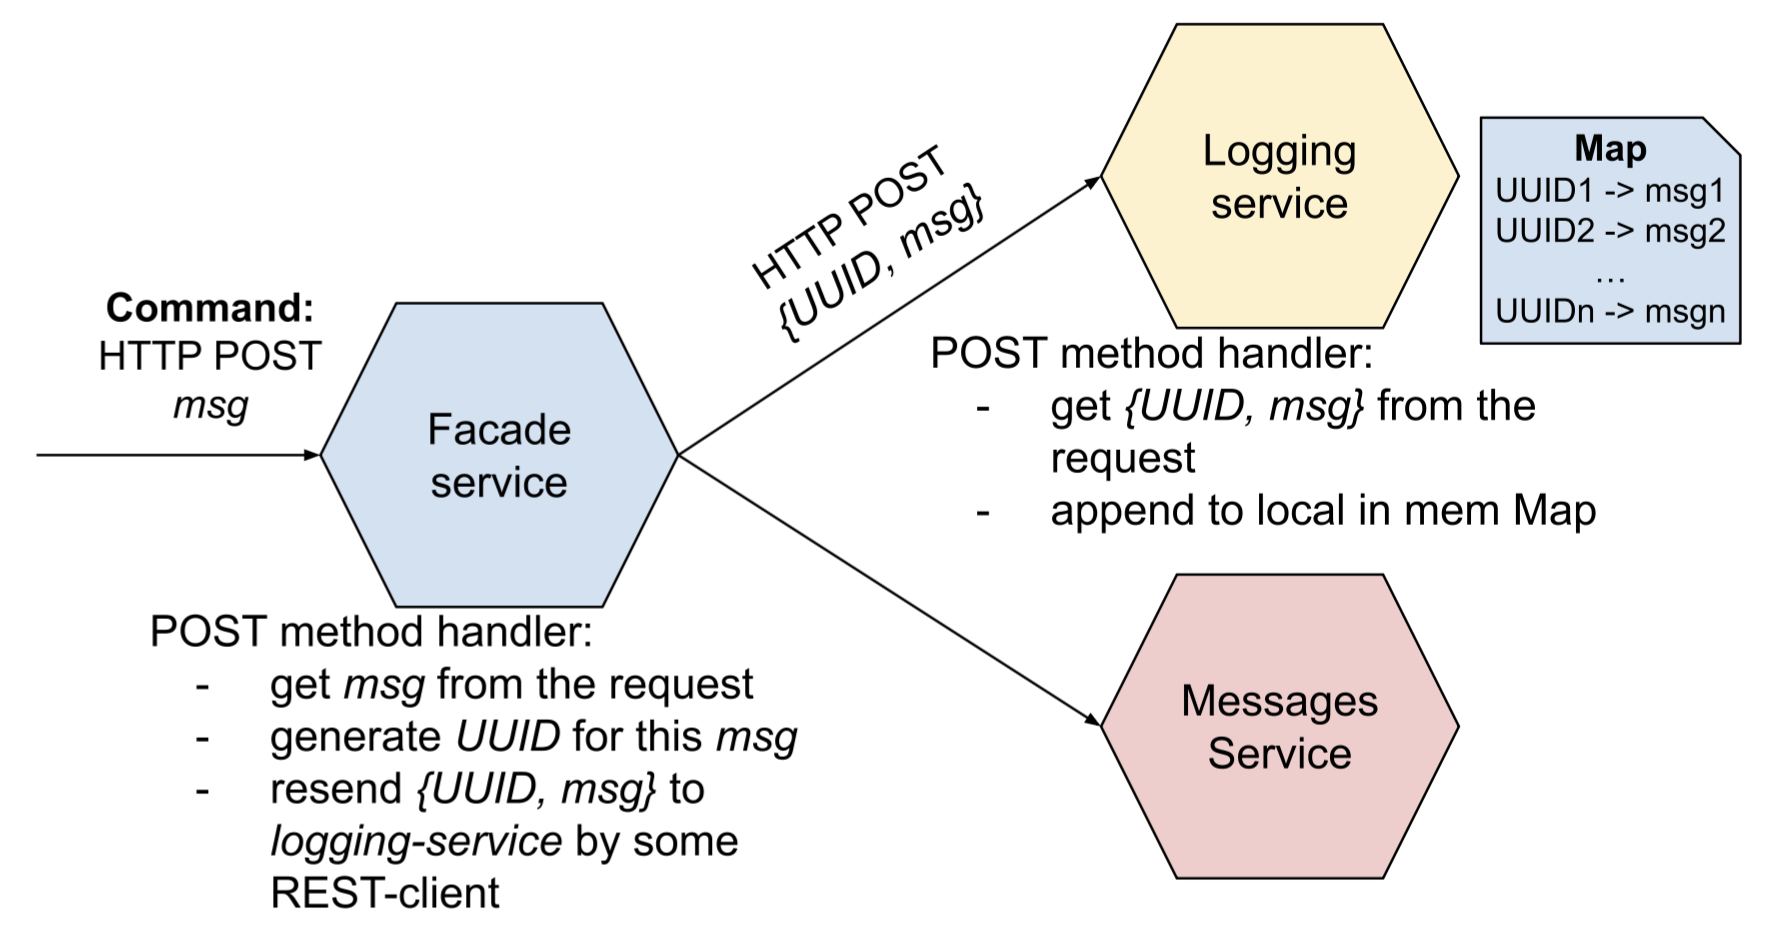 Command:
HTTP POST
msg
Facade
service
POST method handler:
- get msg from the request
- generate UUID for this msg
- resend {UUID, msg} to
logging-service by some
REST-client
HTTP POST
{UUID, msg}
Logging
service
Map
UUID1 -> msg1
UUID2 -> msg2
...
UUIDn -> msgn
POST method handler:
- get {UUID, msg} from the
request
- append to local in mem Map
Messages
Service